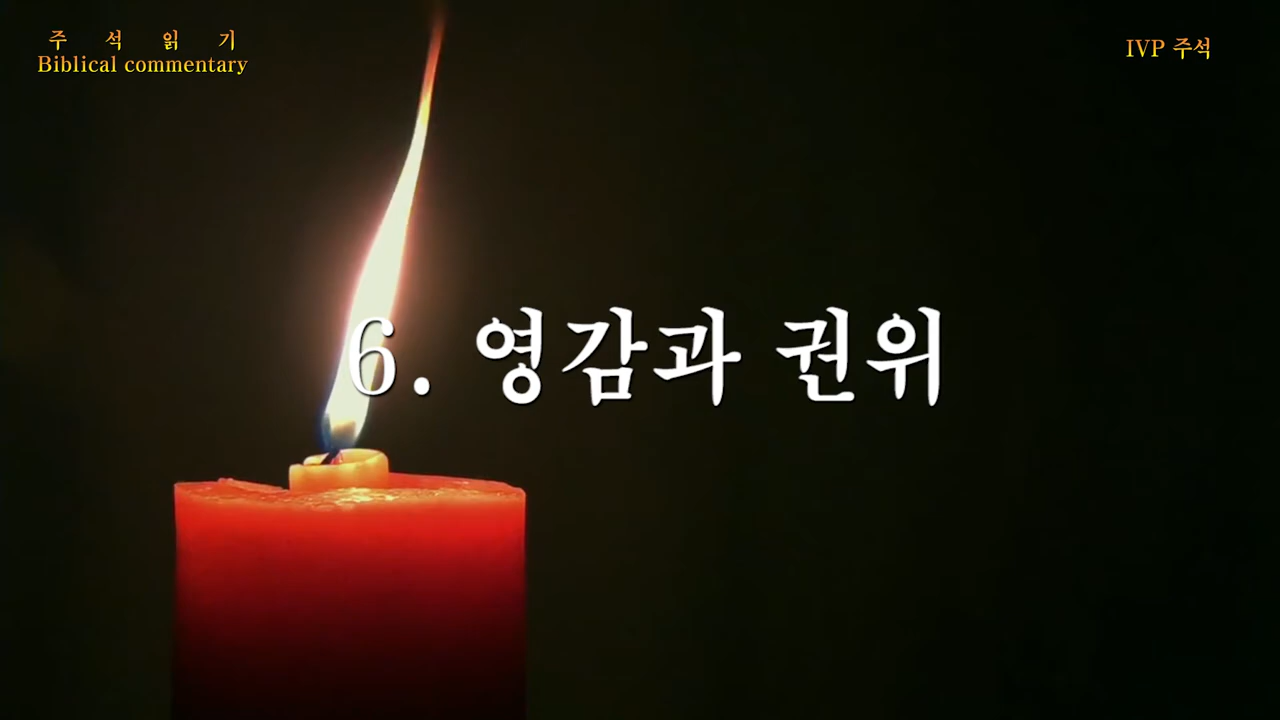 주 석 읽 기
Biblical commentary
IVP 주석
6. 영감과 권위